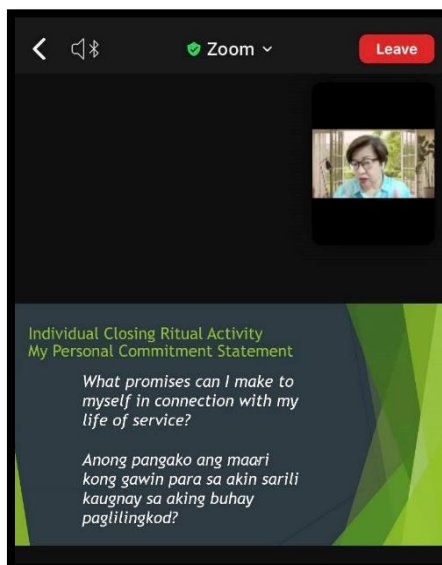 Zoom
Leave
Individual Closing Ritual Activity
My Personal Commitment Statement
What promises can I make to
myself in connection with my
life of service?
Anong pangako ang maari
kong gawin para sa akin sarili
kaugnay sa aking buhay
paglilingkod?